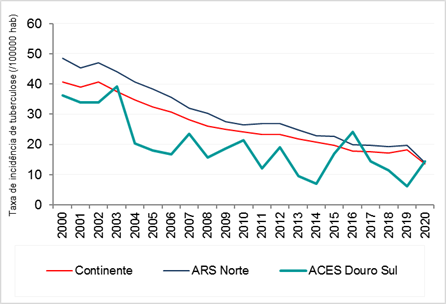 Taxa de incidência de tuberculose (/100000 hab)
60
50
40
30
20
10
0
2000 2001 2002 2003 2004 2005 2006 2007 2008 2009 2010 2011 2012 2013 2014 2015 2016 2017 2018 2019 2020
Continente ARS Norte ACES Douro Sul